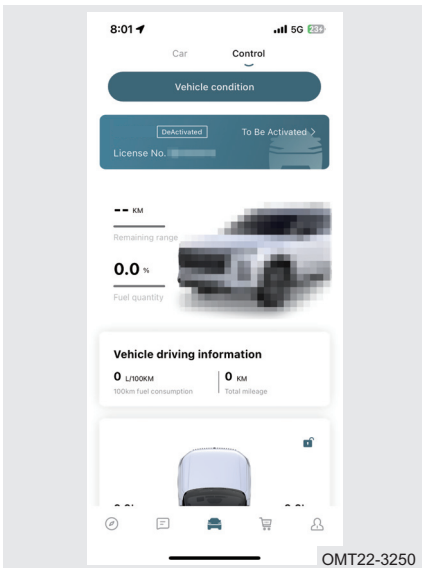 8:01 5G 23
Car Control
Vehicle condition
DeActivated To Be Activated >
License No.
-- KM
Remaining range
0.0 %
Fuel quantity
Vehicle driving information
0 L/100KM 0 KM
100km fuel consumption Total mileage
OMT22-3250